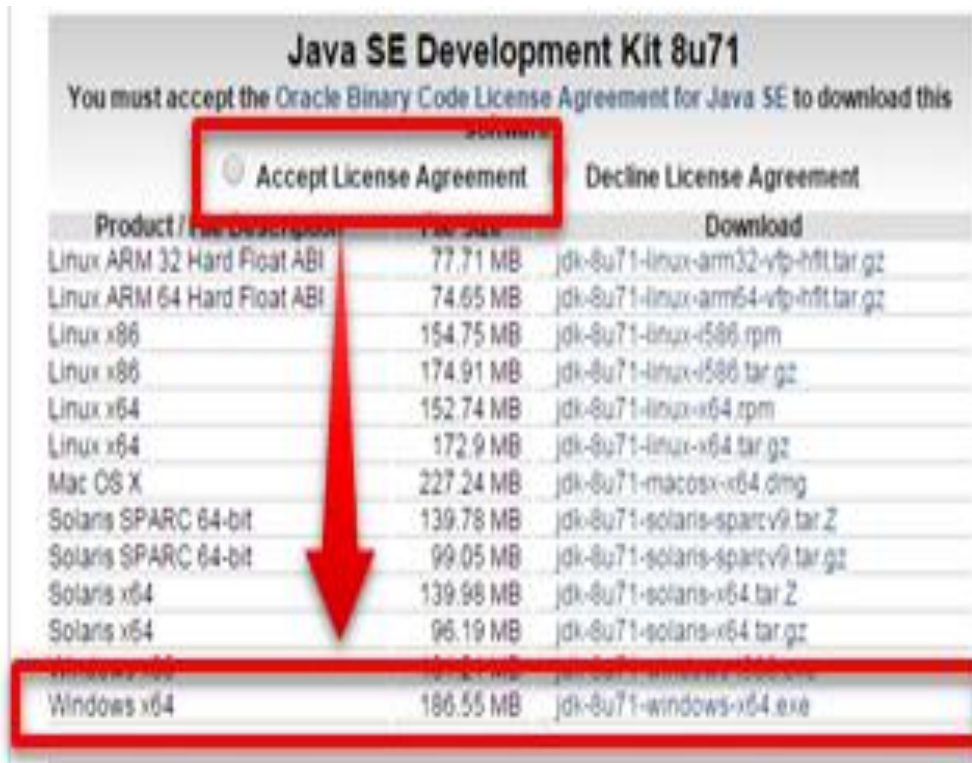 Java SE Development Kit 8u71
You must accept the Oracle Binary Code License Agreement for Java SE to download this
software
Accept License Agreement Decline License Agreement
Product / File Description File Size Download
Linux ARM 32 Hard Float ABI 77.71 MB jdk-8u71-linux-arm32-vfp-hflt.tar.gz
Linux ARM 64 Hard Float ABI 74.65 MB jdk-8u71-linux-arm64-vfp-hflt.tar.gz
Linux x86 154.75 MB jdk-8u71-linux-i586.rpm
Linux x86 174.91 MB jdk-8u71-linux-i586.tar.gz
Linux x64 152.74 MB jdk-8u71-linux-x64.rpm
Linux x64 172.9 MB jdk-8u71-linux-x64.tar.gz
Mac OS X 227.24 MB jdk-8u71-macosx-x64.dmg
Solaris SPARC 64-bit 139.78 MB jdk-8u71-solaris-sparcv9.tar.Z
Solaris SPARC 64-bit 99.05 MB jdk-8u71-solaris-sparcv9.tar.gz
Solaris x64 139.98 MB jdk-8u71-solaris-x64.tar.Z
Solaris x64 96.19 MB jdk-8u71-solaris-x64.tar.gz
Windows x64 186.55 MB jdk-8u71-windows-x64.exe